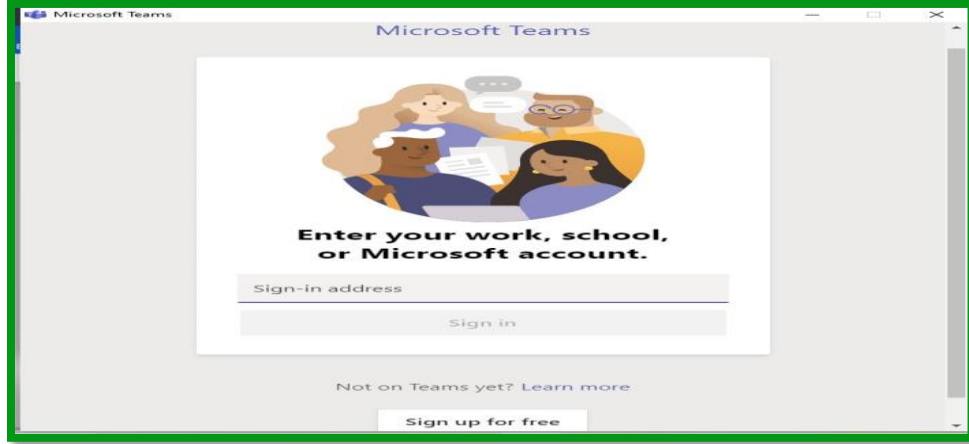 Microsoft Teams
Microsoft Teams
Enter your work, school,
or Microsoft account.
Sign-in address
Sign in
Not on Teams yet? Learn more
Sign up for free